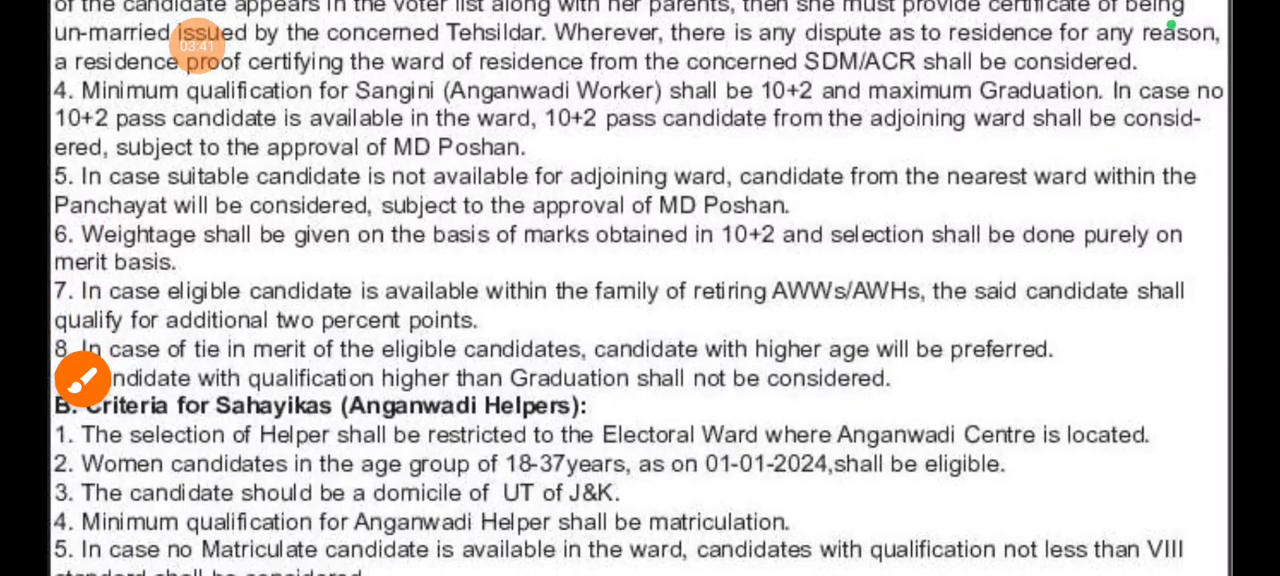 of the candidate appears in the voter list along with her parents, then she must provide certificate of being
un-married issued by the concerned Tehsildar. Wherever, there is any dispute as to residence for any reason,
03:41
a residence proof certifying the ward of residence from the concerned SDM/ACR shall be considered.
4. Minimum qualification for Sangini (Anganwadi Worker) shall be 10+2 and maximum Graduation. In case no
10+2 pass candidate is available in the ward, 10+2 pass candidate from the adjoining ward shall be consid-
ered, subject to the approval of MD Poshan.
5. In case suitable candidate is not available for adjoining ward, candidate from the nearest ward within the
Panchayat will be considered, subject to the approval of MD Poshan.
6. Weightage shall be given on the basis of marks obtained in 10+2 and selection shall be done purely on
merit basis.
7. In case eligible candidate is available within the family of retiring AWWs/AWHs, the said candidate shall
qualify for additional two percent points.
8. In case of tie in merit of the eligible candidates, candidate with higher age will be preferred.
ndidate with qualification higher than Graduation shall not be considered.
B. Criteria for Sahayikas (Anganwadi Helpers):
1. The selection of Helper shall be restricted to the Electoral Ward where Anganwadi Centre is located.
2. Women candidates in the age group of 18-37years, as on 01-01-2024,shall be eligible.
3. The candidate should be a domicile of UT of J&K.
4. Minimum qualification for Anganwadi Helper shall be matriculation.
5. In case no Matriculate candidate is available in the ward, candidates with qualification not less than VIII
standard shall be considered